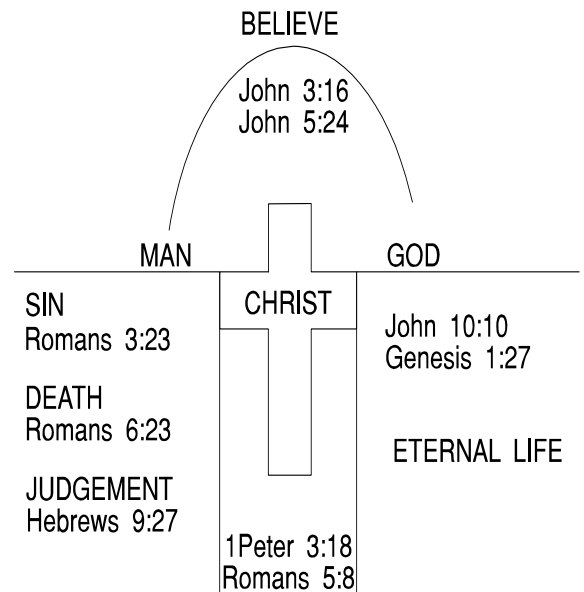 BELIEVE
John 3:16
John 5:24
MAN
GOD
SIN
Romans 3:23
DEATH
Romans 6:23
JUDGEMENT
Hebrews 9:27
CHRIST
1Peter 3:18
Romans 5:8
John 10:10
Genesis 1:27
ETERNAL LIFE